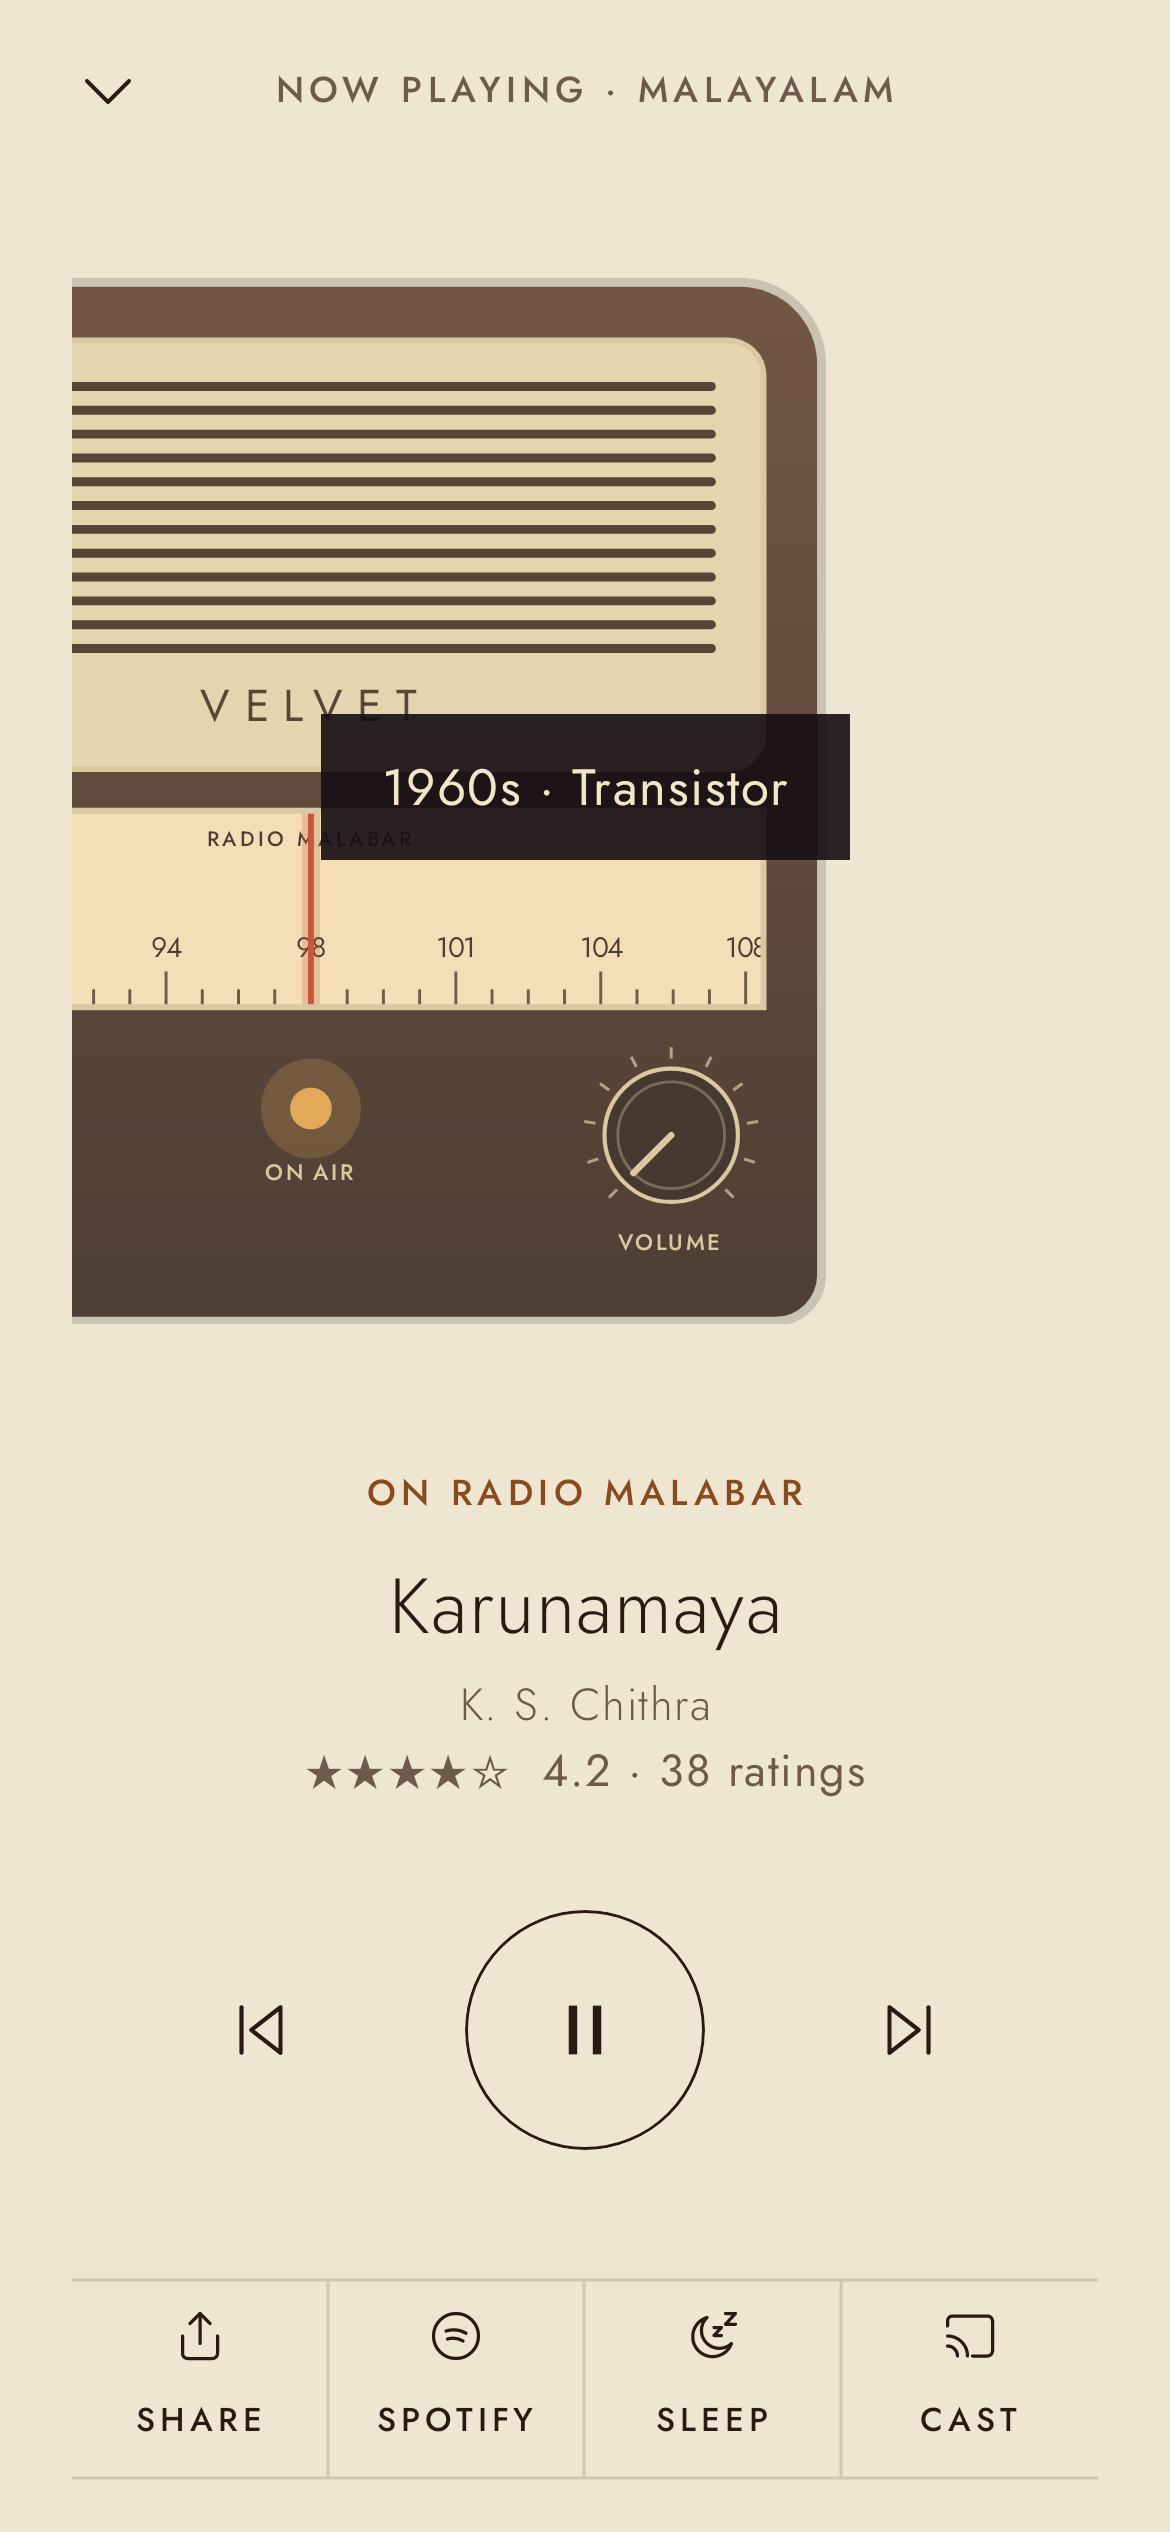 NOW PLAYING · MALAYALAM
VELVET
1960s · Transistor
RADIO MALABAR
94 98 101 104 108
ON AIR
VOLUME
ON RADIO MALABAR
Karunamaya
K. S. Chithra
★★★★☆ 4.2 · 38 ratings
SHARE SPOTIFY SLEEP CAST